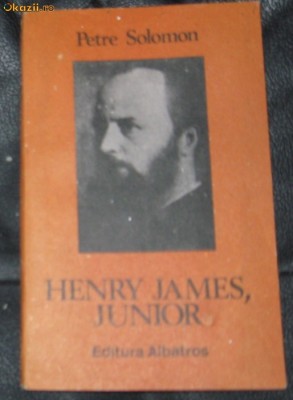 Okazii.ro
Petre Solomon
HENRY JAMES,
JUNIOR
Editura Albatros